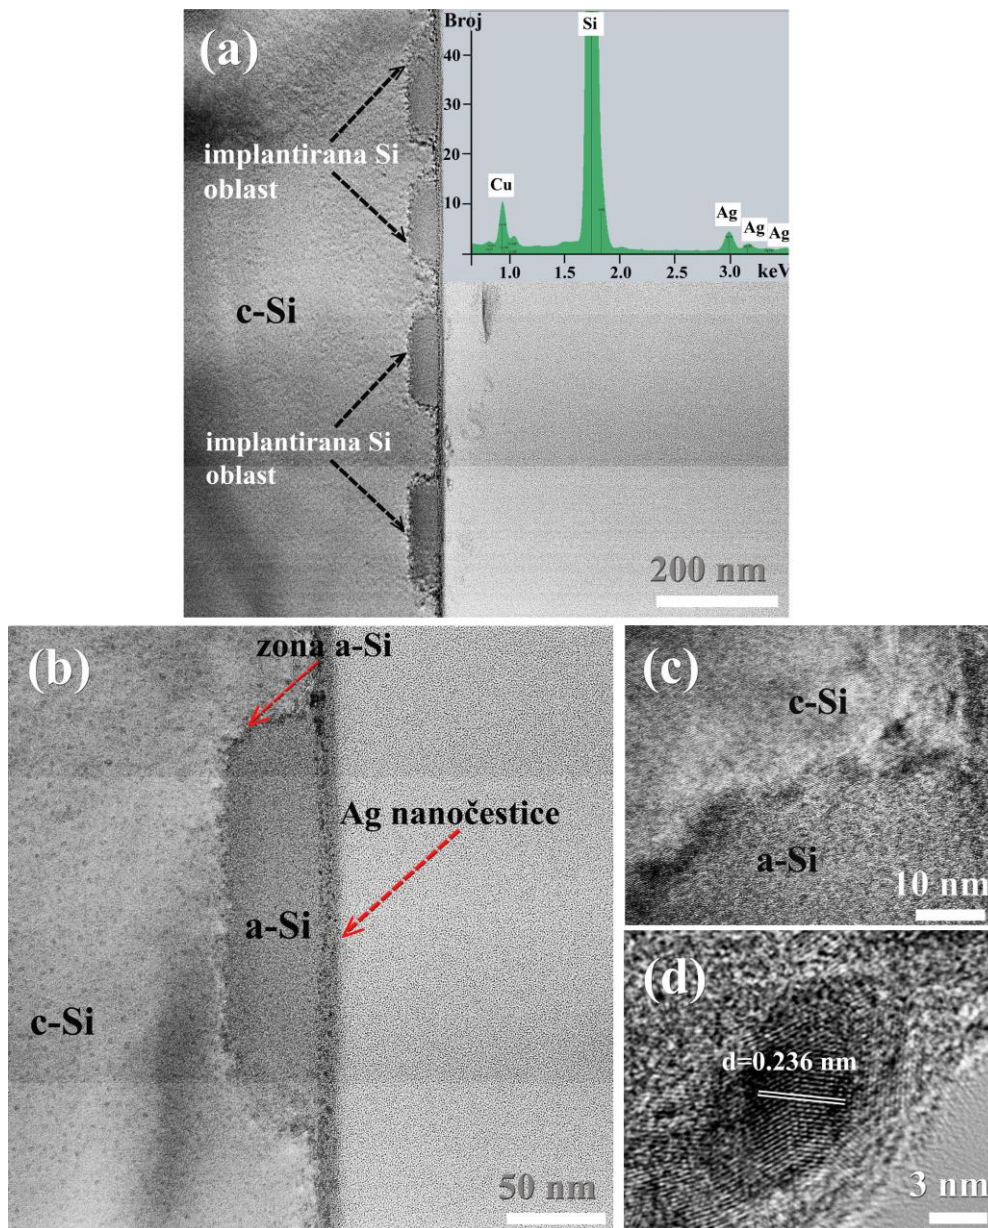 (a)
Broj
Si
40
30
20
10
Cu
Ag
Ag
Ag
1.0 1.5 2.0 2.5 3.0 keV
implantirana Si
oblast
c-Si
implantirana Si
oblast
200 nm
(b)
zona a-Si
Ag nanočestice
a-Si
c-Si
50 nm
(c)
c-Si
a-Si
10 nm
(d)
d=0.236 nm
3 nm